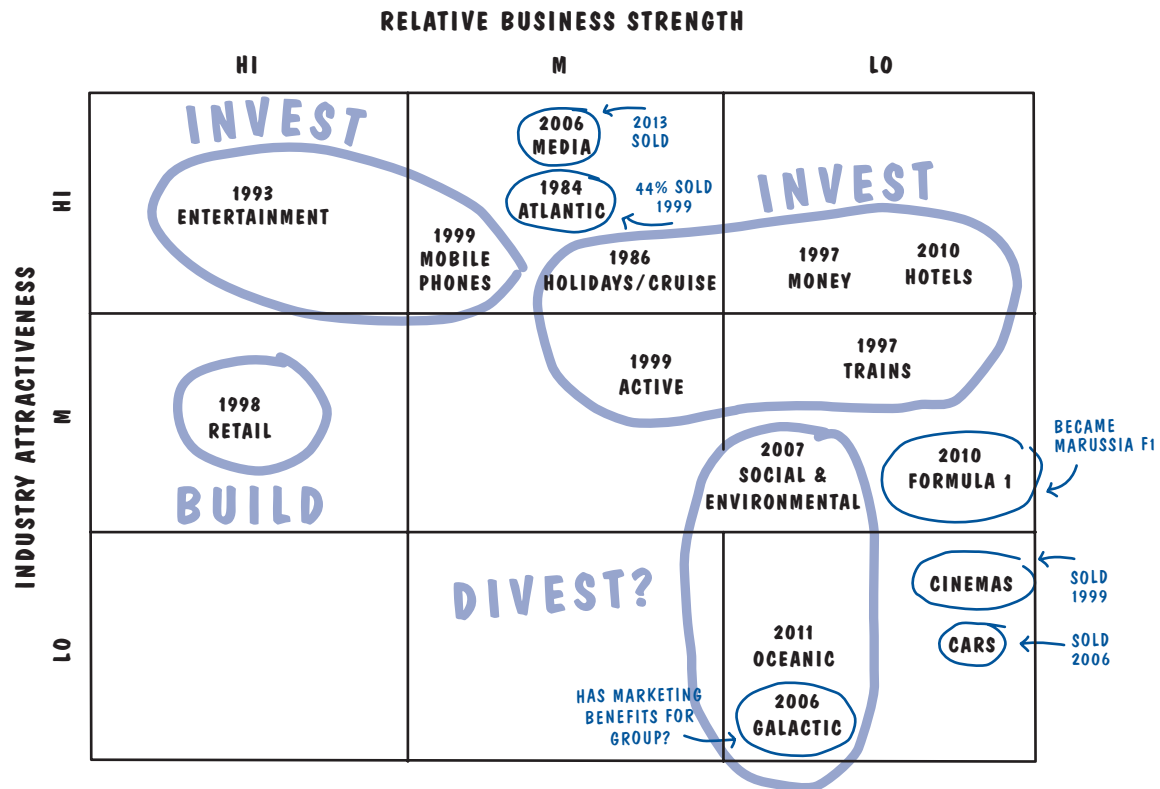 RELATIVE BUSINESS STRENGTH
HI
M
LO
INDUSTRY ATTRACTIVENESS
HI
M
LO
INVEST
1993
ENTERTAINMENT
1999
MOBILE
PHONES
2006
MEDIA
2013
SOLD
1984
ATLANTIC
44% SOLD
1999
INVEST
1986
HOLIDAYS/CRUISE
1997
MONEY
2010
HOTELS
1998
RETAIL
BUILD
1999
ACTIVE
1997
TRAINS
2007
SOCIAL &
ENVIRONMENTAL
2010
FORMULA 1
BECAME
MARUSSIA F1
DIVEST?
CINEMAS
SOLD
1999
CARS
SOLD
2006
2011
OCEANIC
2006
GALACTIC
HAS MARKETING
BENEFITS FOR
GROUP?